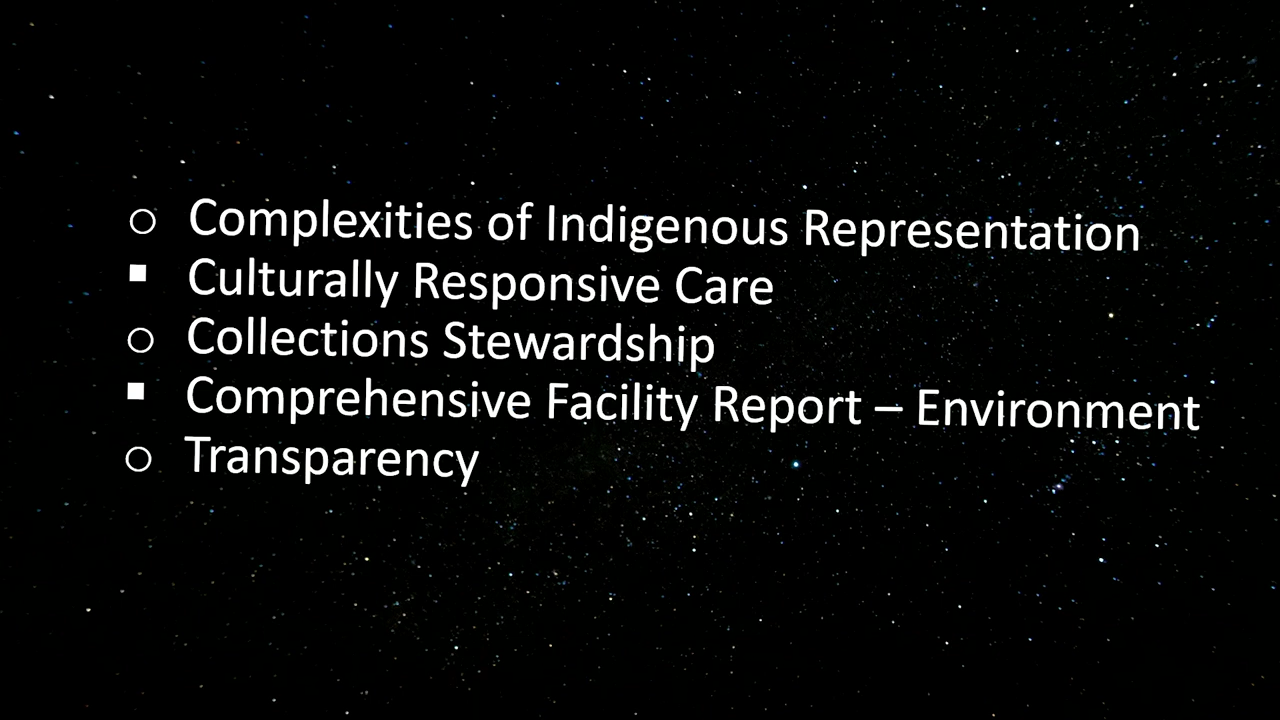 o Complexities of Indigenous Representation
▪ Culturally Responsive Care
o Collections Stewardship
▪ Comprehensive Facility Report – Environment
o Transparency